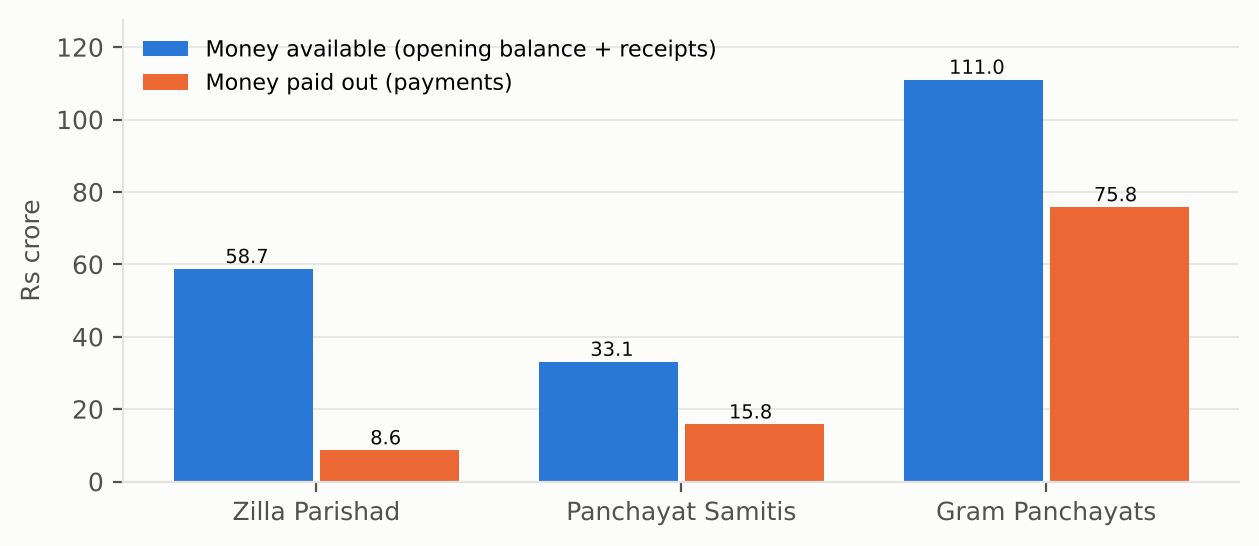 Money available (opening balance + receipts)
Money paid out (payments)
Rs crore
120
100
80
60
40
20
0
58.7
8.6
33.1
15.8
111.0
75.8
Zilla Parishad
Panchayat Samitis
Gram Panchayats